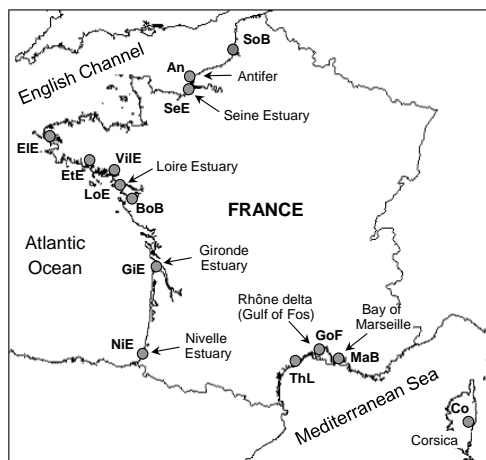 SoB
English Channel
An
Antifer
SeE
Seine Estuary
ElE
VilE
EtE
Loire Estuary
LoE
BoB
FRANCE
Atlantic
Ocean
Gironde
Estuary
GiE
Rhône delta
(Gulf of Fos)
Bay of
Marseille
GoF
NiE
Nivelle
Estuary
MaB
ThL
Mediterranean Sea
Co
Corsica